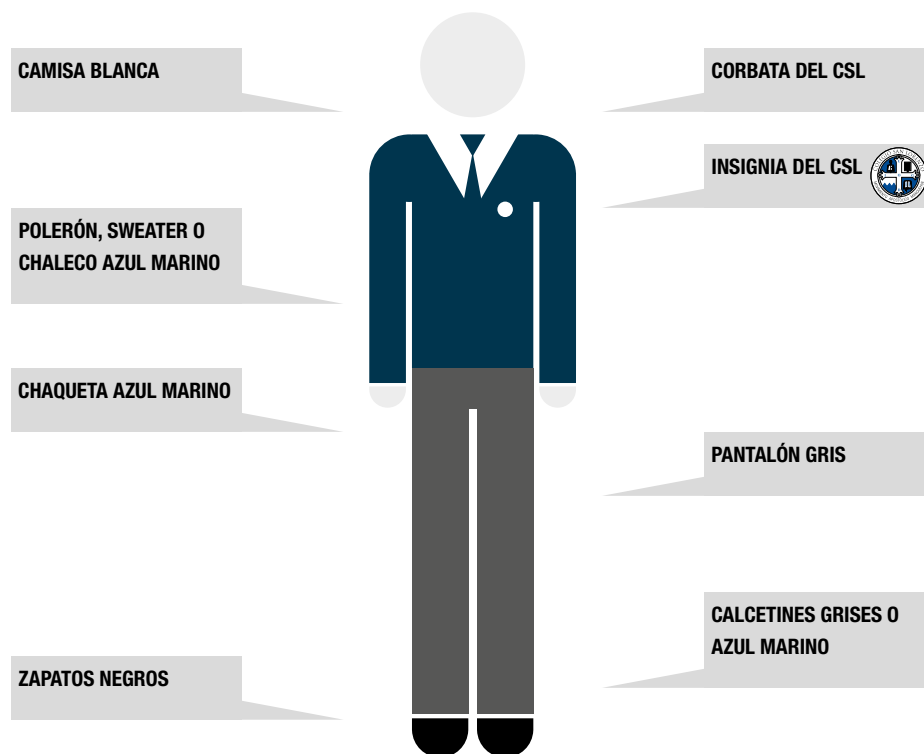 CAMISA BLANCA
CORBATA DEL CSL
INSIGNIA DEL CSL
POLERÓN, SWEATER O
CHALECO AZUL MARINO
CHAQUETA AZUL MARINO
PANTALÓN GRIS
CALCETINES GRISES O
AZUL MARINO
ZAPATOS NEGROS